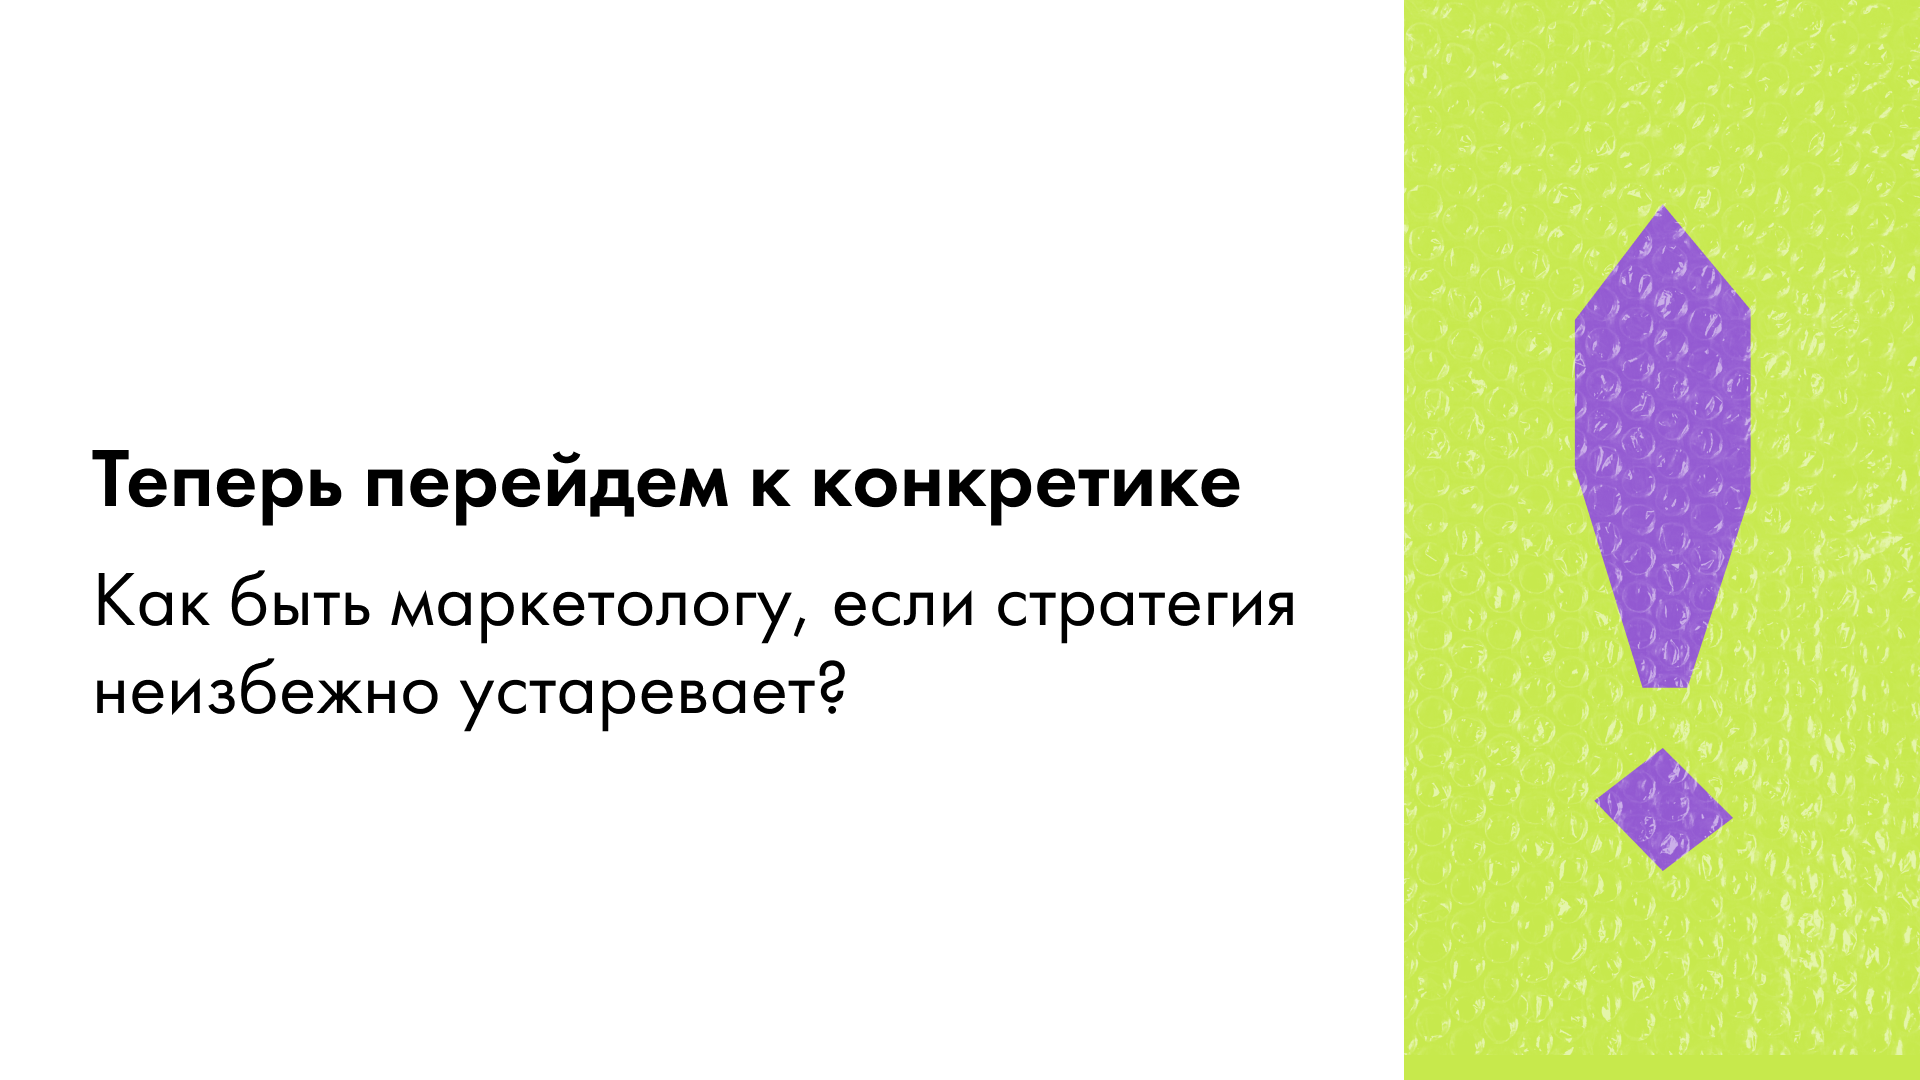 Теперь перейдем к конкретике
Как быть маркетологу, если стратегия
неизбежно устаревает?